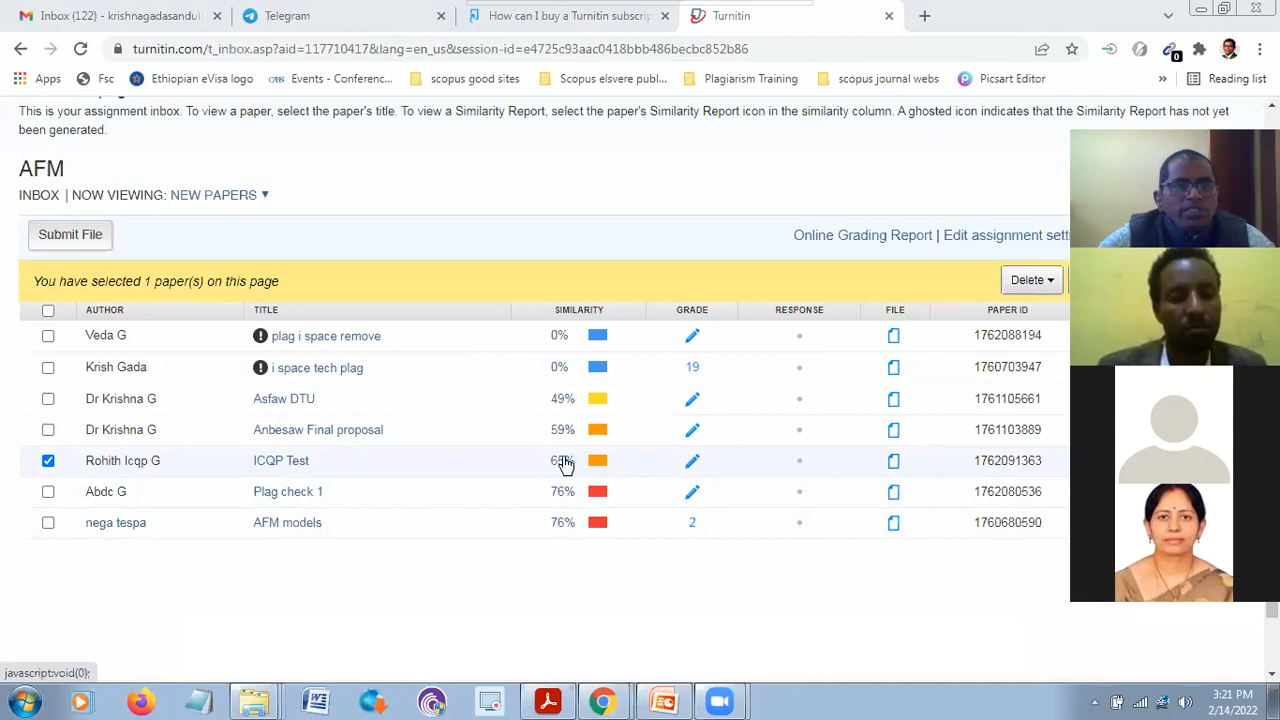 Inbox (122) - krishnagadasandul
Telegram
How can I buy a Turnitin subscrip
Turnitin
turnitin.com/t_inbox.asp?aid=117710417&lang=en_us&session-id=e4725c93aac0418bbb486becbc852b86
0
Apps
Fsc
Ethiopian eVisa logo
Events - Conferenc...
scopus good sites
Scopus elsvere publ...
Plagiarism Training
scopus journal webs
Picsart Editor
»
Reading list
This is your assignment inbox. To view a paper, select the paper's title. To view a Similarity Report, select the paper's Similarity Report icon in the similarity column. A ghosted icon indicates that the Similarity Report has not yet
been generated.
AFM
INBOX | NOW VIEWING: NEW PAPERS ▼
Submit File
Online Grading Report | Edit assignment sett
You have selected 1 paper(s) on this page
Delete
AUTHOR TITLE SIMILARITY GRADE RESPONSE FILE PAPER ID
Veda G plag i space remove 0% 1762088194
Krish Gada i space tech plag 0% 19 1760703947
Dr Krishna G Asfaw DTU 49% 1761105661
Dr Krishna G Anbesaw Final proposal 59% 1761103889
Rohith Icqp G ICQP Test 1762091363
Abdc G Plag check 1 76% 1762080536
nega tespa AFM models 76% 2 1760680590
javascript:void(0);
3:21 PM
2/14/2022